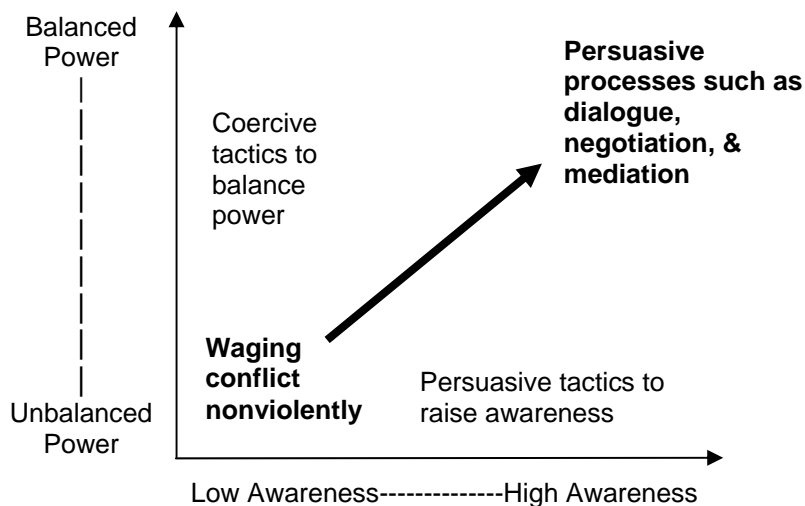 Balanced
Power
Coercive
tactics to
balance
power
Persuasive
processes such as
dialogue,
negotiation, &
mediation
Waging
conflict
nonviolently
Persuasive tactics to
raise awareness
Unbalanced
Power
Low Awareness--------------High Awareness